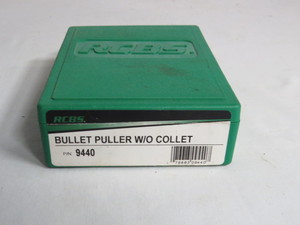 RCBS.
RCBS.
BULLET PULLER W/O COLLET
P/N 9440